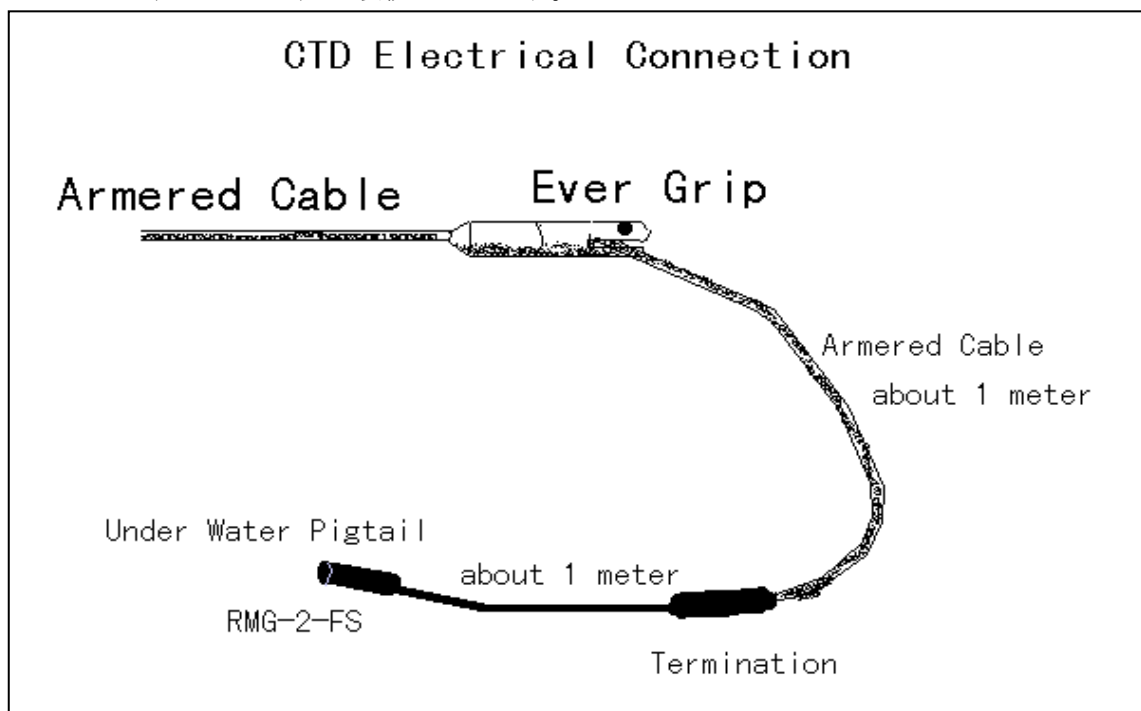 CTD Electrical Connection
Armered Cable
Ever Grip
Armered Cable
about 1 meter
Under Water Pigtail
about 1 meter
RMG-2-FS
Termination